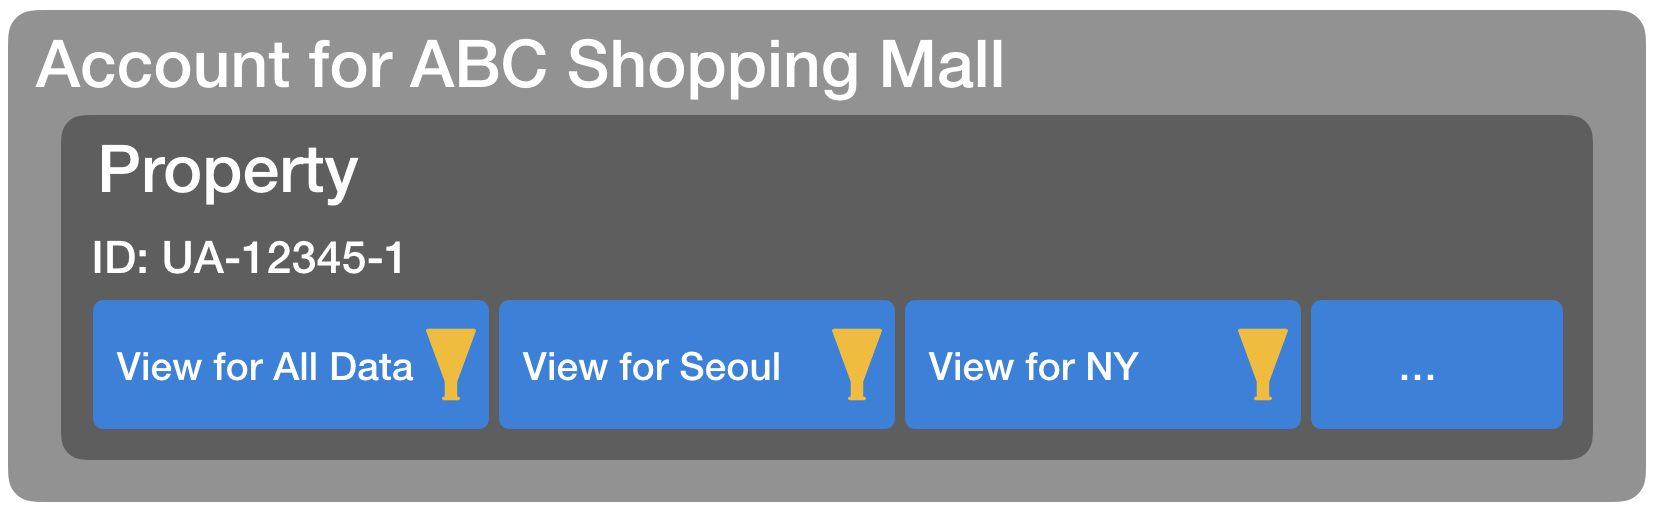 Account for ABC Shopping Mall
Property
ID: UA-12345-1
View for All Data
View for Seoul
View for NY
...